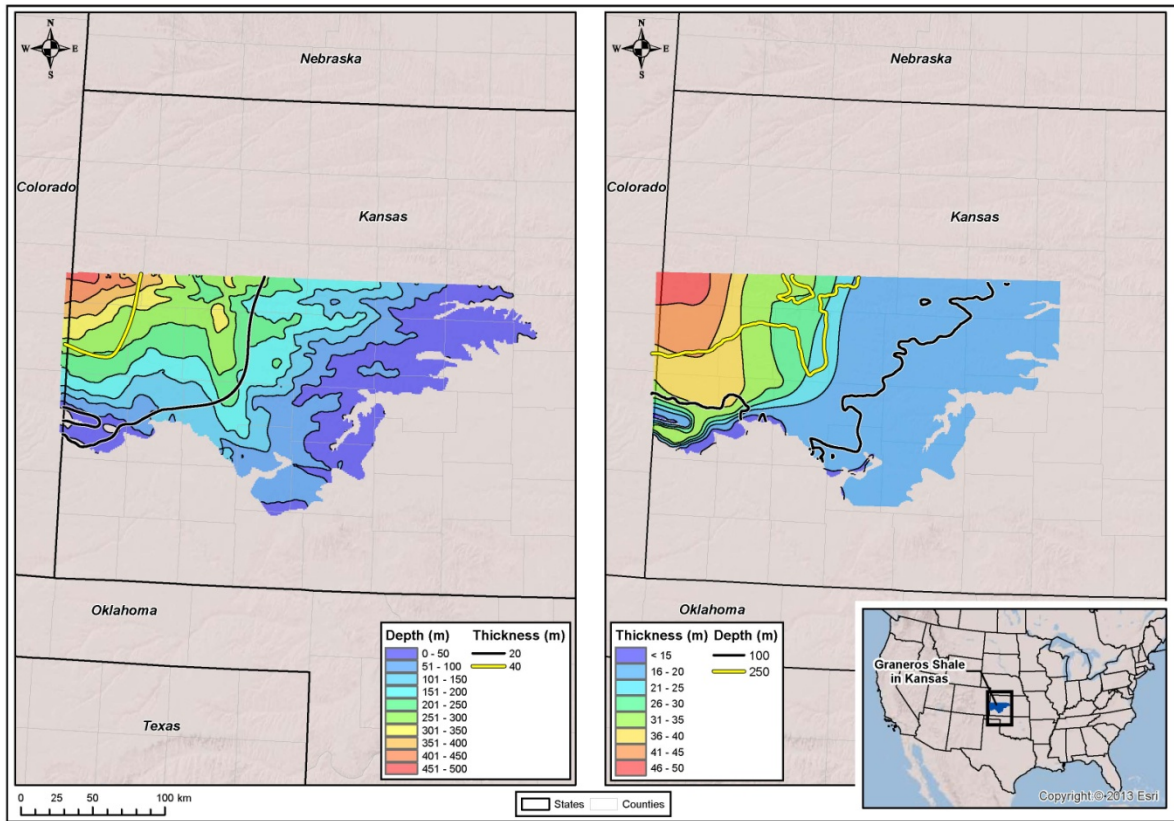 N
W E
S
Nebraska
Colorado
Kansas
Oklahoma
Texas
Depth (m)
0 - 50
51 - 100
101 - 150
151 - 200
201 - 250
251 - 300
301 - 350
351 - 400
401 - 450
451 - 500
Thickness (m)
20
40
0 25 50 100 km
N
W E
S
Nebraska
Colorado
Kansas
Oklahoma
Thickness (m)
< 15
16 - 20
21 - 25
26 - 30
31 - 35
36 - 40
41 - 45
46 - 50
Depth (m)
100
250
Graneros Shale
in Kansas
Copyright © 2013 Esri
States Counties